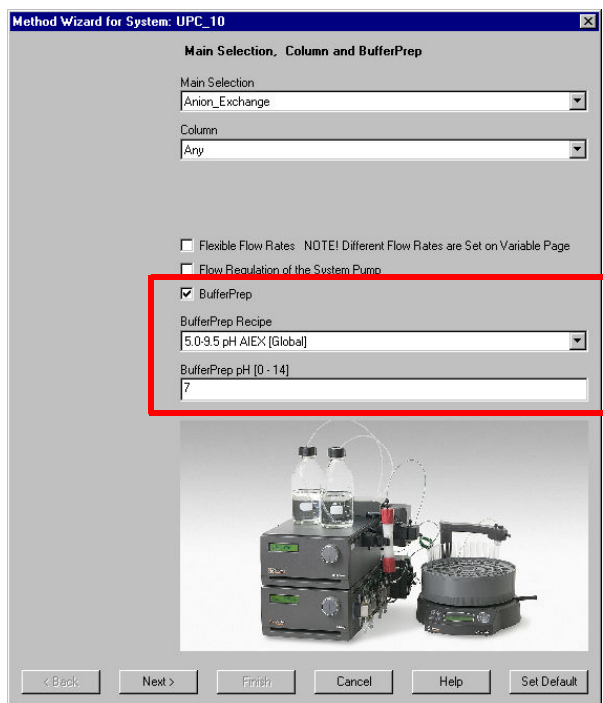 Method Wizard for System: UPC_10
Main Selection, Column and BufferPrep
Main Selection
Anion_Exchange
Column
Any
Flexible Flow Rates NOTE! Different Flow Rates are Set on Variable Page
Flow Regulation of the System Pump
BufferPrep
BufferPrep Recipe
5.0-9.5 pH AIEX [Global]
BufferPrep pH [0 - 14]
7
< Back
Next >
Finish
Cancel
Help
Set Default